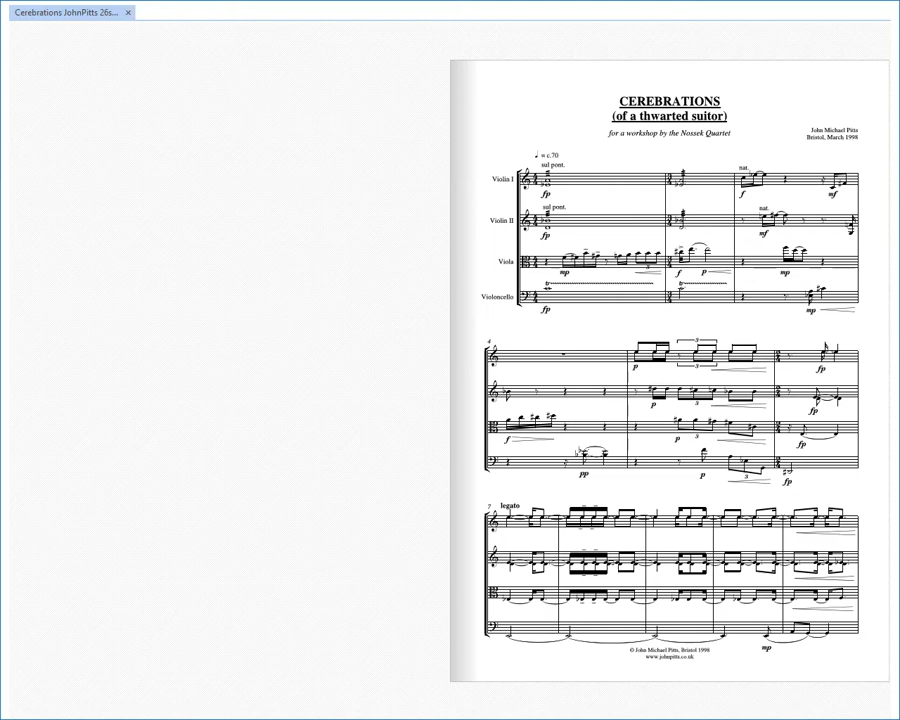 Cerebrations JohnPitts 26s...
CEREBRATIONS
(of a thwarted suitor)
for a workshop by the Nossek Quartet
John Michael Pitts
Bristol, March 1998
♩ = c.70
sul pont.
nat.
Violin I
fp
f
mf
sul pont.
nat.
Violin II
fp
mf
Viola
mp
3
f
p
mp
Violoncello
fp
mp
4
3
p
3
fp
p
3
fp
f
p
3
fp
pp
p
3
fp
7
legato
mp
© John Michael Pitts, Bristol 1998
www.johnpitts.co.uk